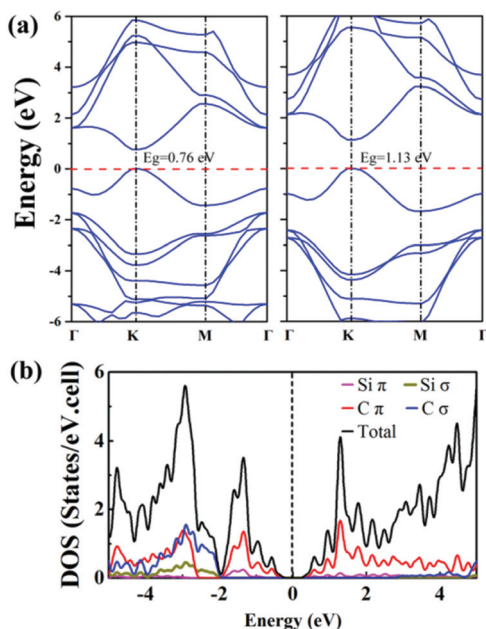 (a)
Energy (eV)
6
4
2
0
-2
-4
-6
Eg=0.76 eV
Γ K M Γ
Eg=1.13 eV
Γ K M Γ
(b)
DOS (States/eV.cell)
6
4
2
0
Si π Si σ
C π C σ
Total
-4 -2 0 2 4
Energy (eV)